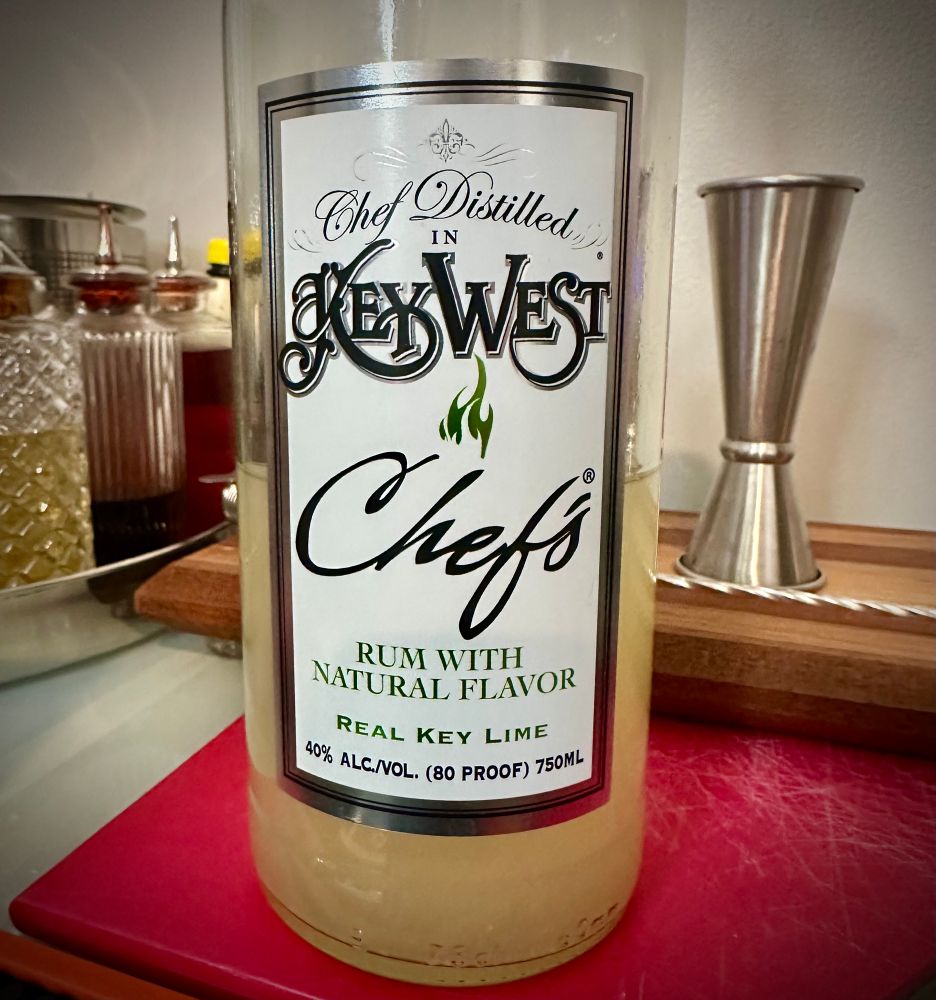 Chef Distilled
IN
KEY WEST®
Chef's®
RUM WITH
NATURAL FLAVOR
REAL KEY LIME
40% ALC./VOL. (80 PROOF) 750ML